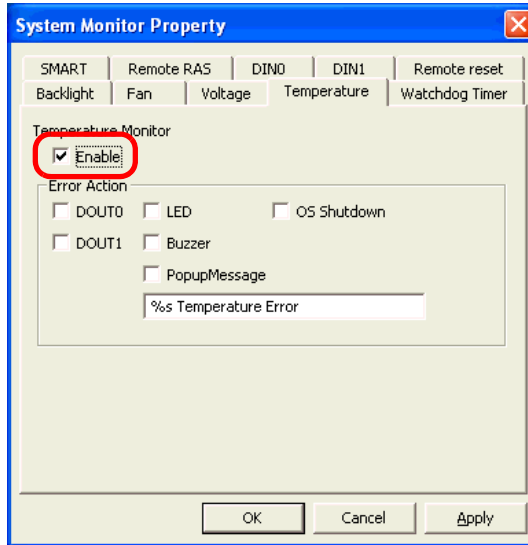 System Monitor Property
SMART Remote RAS DIN0 DIN1 Remote reset
Backlight Fan Voltage Temperature Watchdog Timer
Temperature Monitor
Enable
Error Action
DOUT0 LED OS Shutdown
DOUT1 Buzzer
PopupMessage
%s Temperature Error
OK Cancel Apply